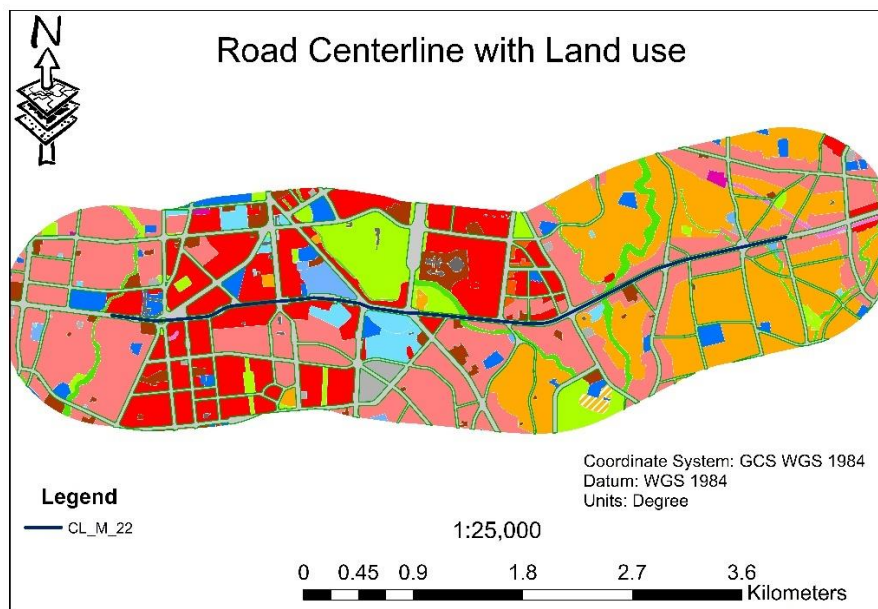 N
Road Centerline with Land use
Coordinate System: GCS WGS 1984
Datum: WGS 1984
Units: Degree
Legend
CL_M_22
1:25,000
0 0.45 0.9 1.8 2.7 3.6
Kilometers